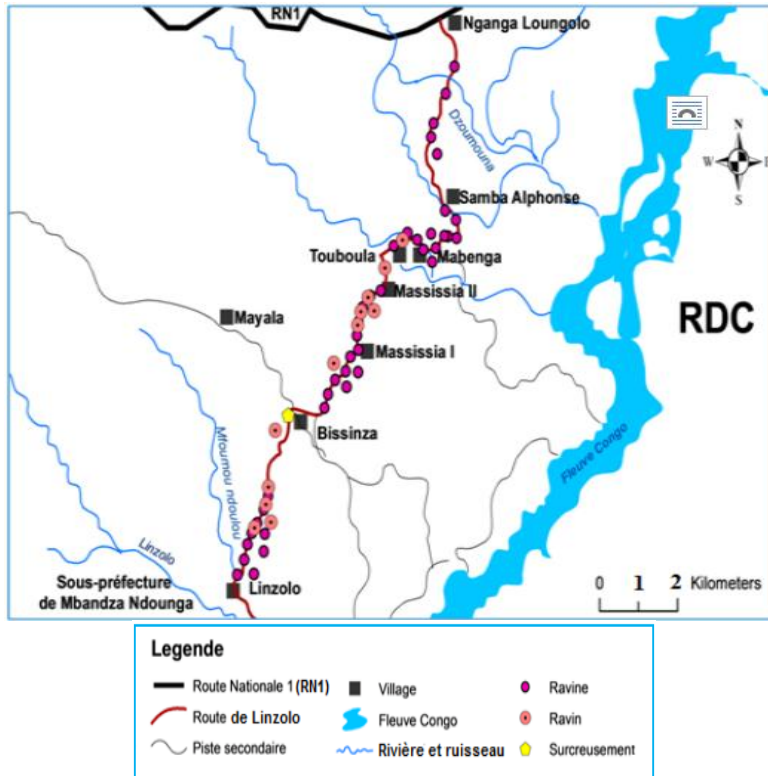 RN1
Nganga Loungolo
Dzoumouna
N
W E
S
Samba Alphonse
Touboula
Mabenga
Massissia II
RDC
Mayala
Massissia I
Bissinza
Fleuve Congo
Mfoumou ndoulou
Linzolo
Sous-préfecture
de Mbandza Ndounga
Linzolo
0 1 2 Kilometers
Legende
Route Nationale 1 (RN1)
Village
Ravine
Route de Linzolo
Fleuve Congo
Ravin
Piste secondaire
Rivière et ruisseau
Surcreusement